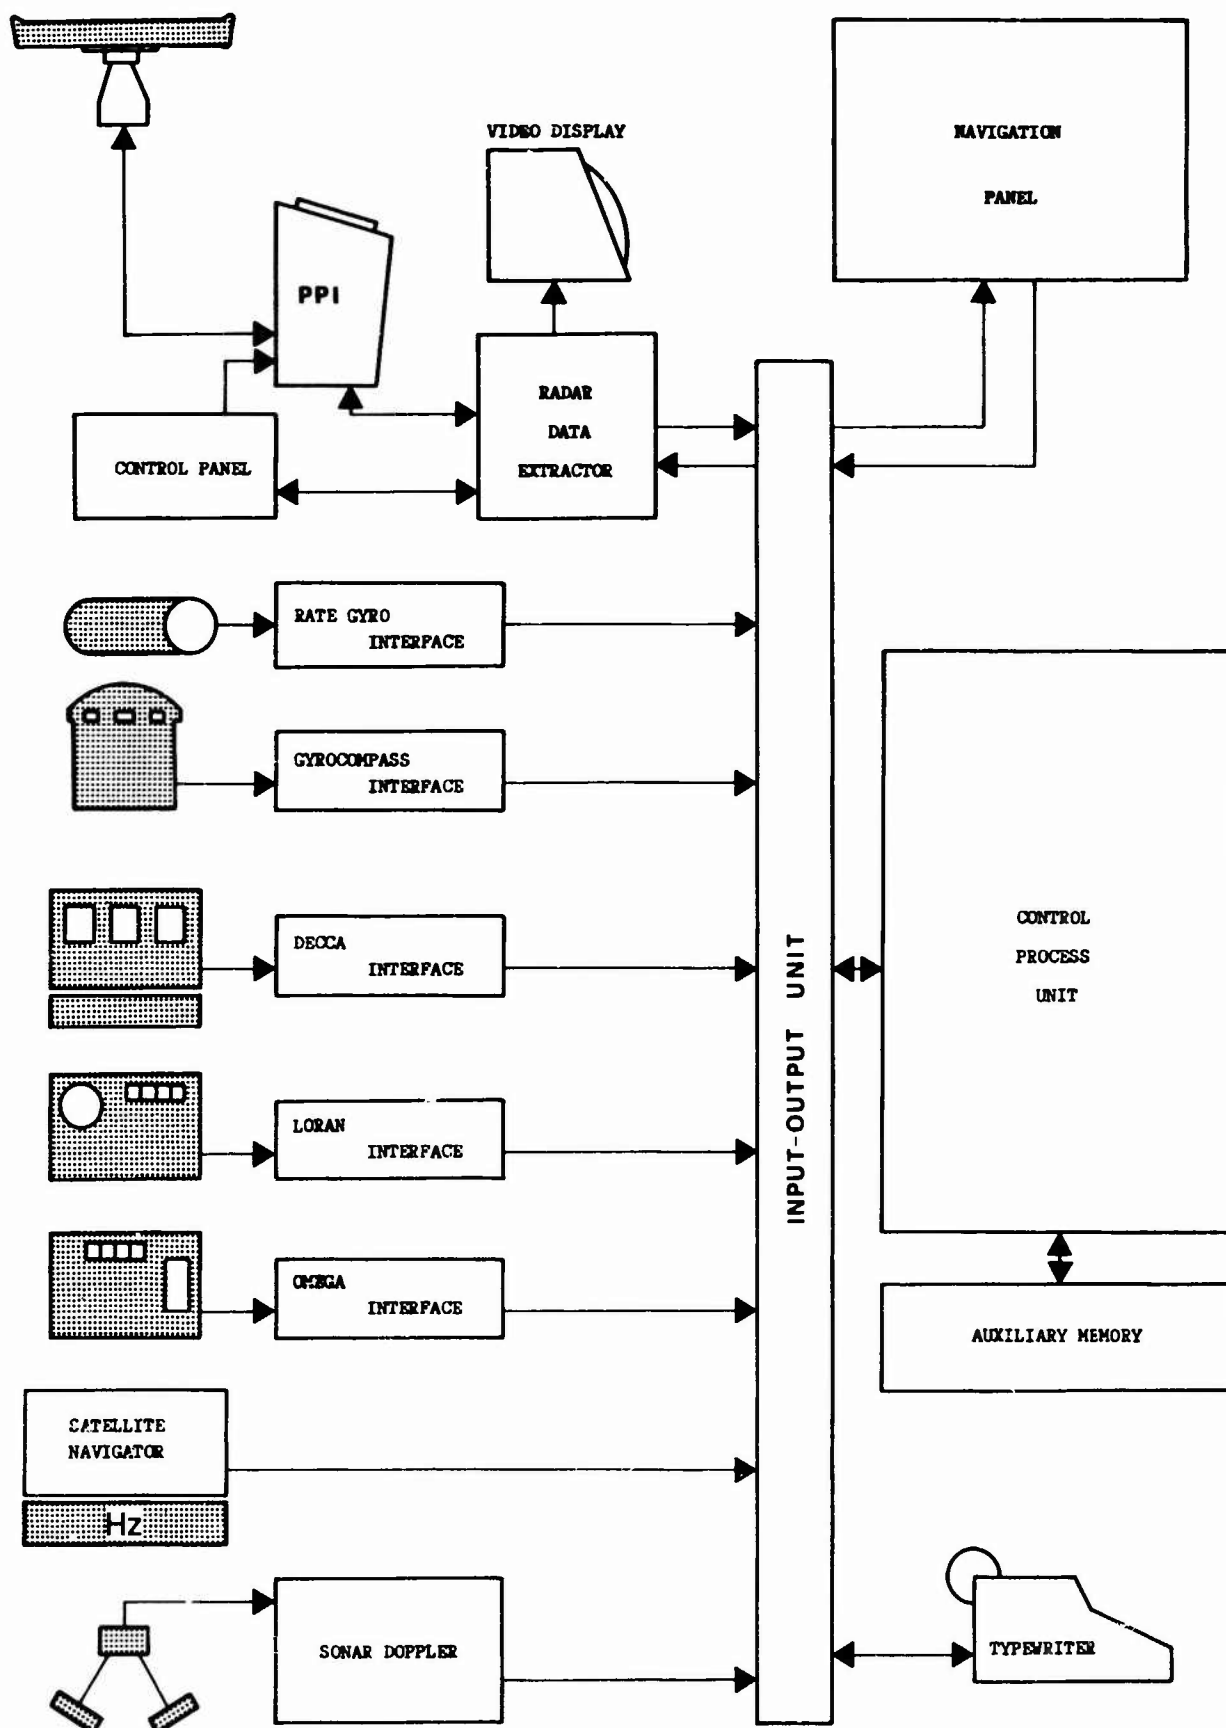 VIDEO DISPLAY
NAVIGATION
PANEL
PPI
RADAR
DATA
EXTRACTOR
CONTROL PANEL
RATE GYRO
INTERFACE
GYROCOMPASS
INTERFACE
DECCA
INTERFACE
LORAN
INTERFACE
OMEGA
INTERFACE
SATELLITE
NAVIGATOR
Hz
SONAR DOPPLER
INPUT-OUTPUT UNIT
CONTROL
PROCESS
UNIT
AUXILIARY MEMORY
TYPEWRITER